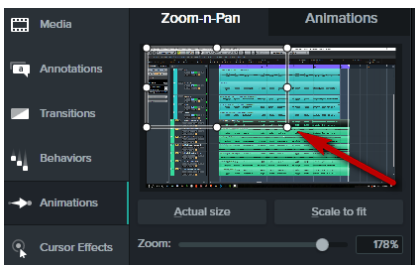 Media
Annotations
Transitions
Behaviors
Animations
Cursor Effects
Zoom-n-Pan Animations
Actual size Scale to fit
Zoom: 178%